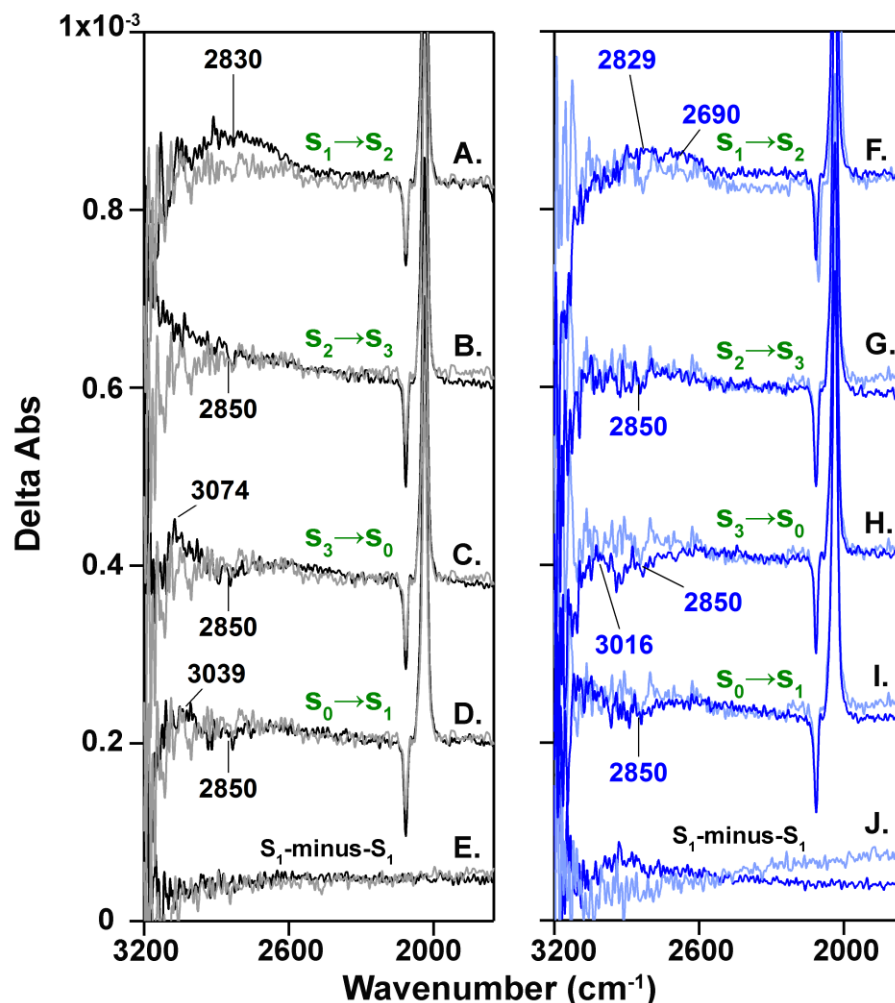 1x10⁻³
2830
S₁→S₂
A.
0.8
S₂→S₃
B.
0.6
2850
3074
S₃→S₀
C.
0.4
2850
3039
S₀→S₁
D.
0.2
2850
S₁-minus-S₁
E.
0
3200
2600
2000
Delta Abs
2829
2690
S₁→S₂
F.
S₂→S₃
G.
2850
S₃→S₀
H.
2850
3016
S₀→S₁
I.
2850
S₁-minus-S₁
J.
3200
2600
2000
Wavenumber (cm⁻¹)